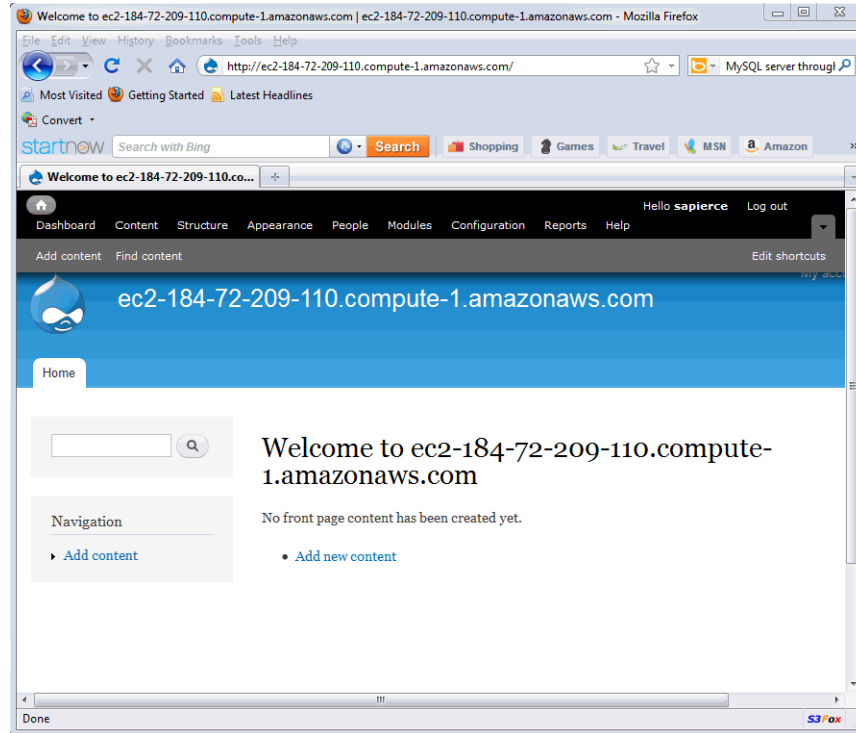 Welcome to ec2-184-72-209-110.compute-1.amazonaws.com | ec2-184-72-209-110.compute-1.amazonaws.com - Mozilla Firefox
File Edit View History Bookmarks Tools Help
http://ec2-184-72-209-110.compute-1.amazonaws.com/ MySQL server throug
Most Visited Getting Started Latest Headlines
Convert
startnow Search with Bing Search Shopping Games Travel MSN Amazon »
Welcome to ec2-184-72-209-110.co...
Hello sapierce Log out
Dashboard Content Structure Appearance People Modules Configuration Reports Help
Add content Find content Edit shortcuts
My acc
ec2-184-72-209-110.compute-1.amazonaws.com
Home
Welcome to ec2-184-72-209-110.compute-
1.amazonaws.com
No front page content has been created yet.
Navigation
Add content
Add new content
Done S3Fox